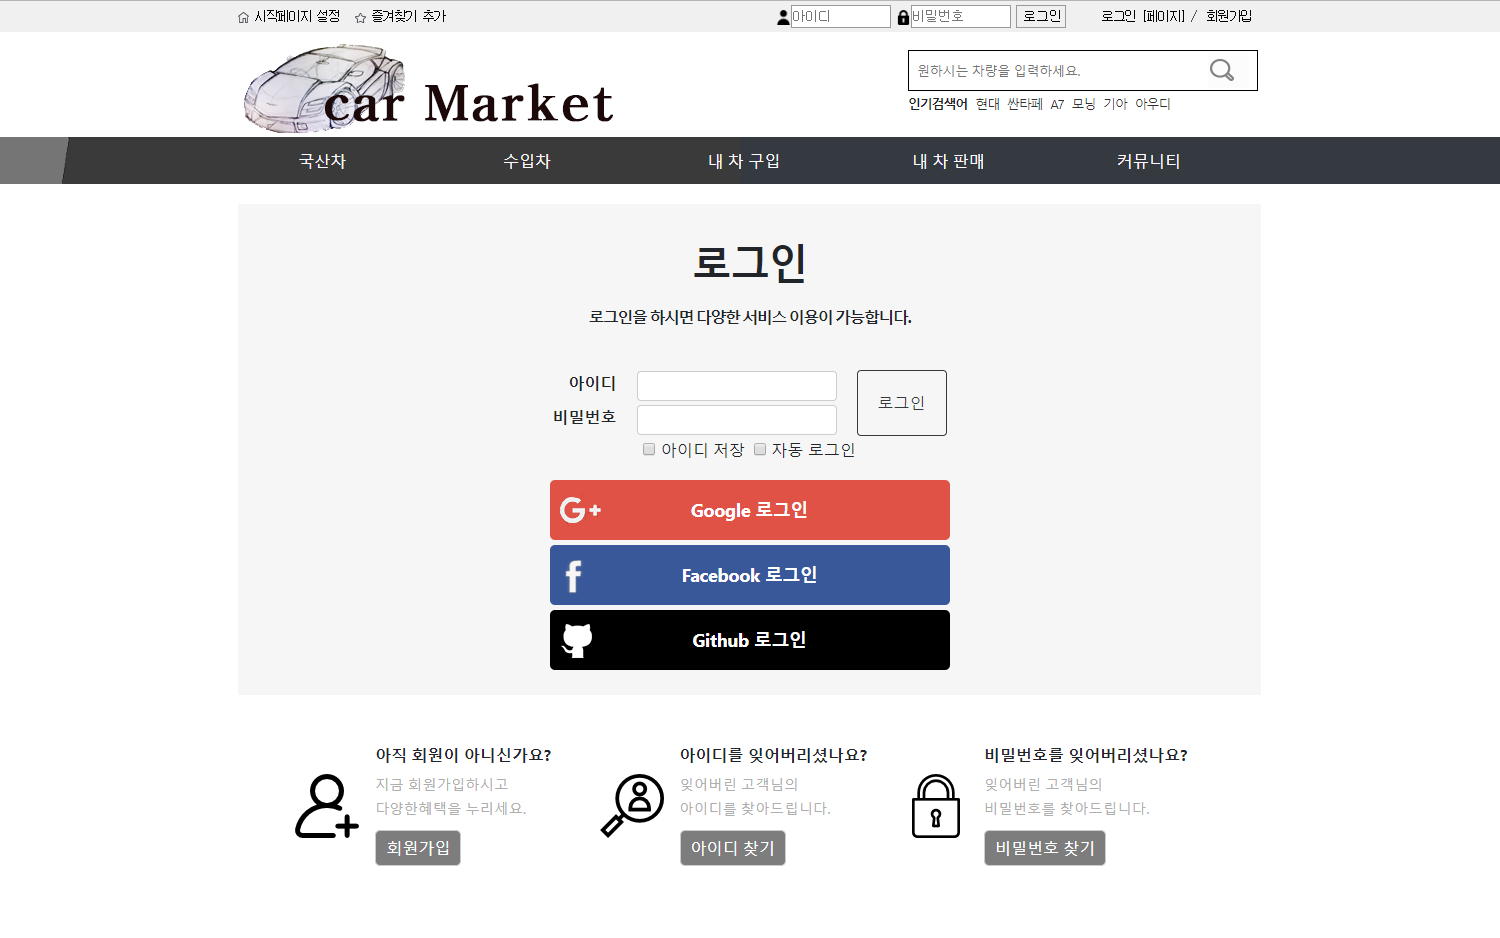 시작페이지 설정 즐겨찾기 추가 아이디 비밀번호 로그인 로그인 [페이지] / 회원가입
car Market
원하시는 차량을 입력하세요.
인기검색어 현대 싼타페 A7 모닝 기아 아우디
국산차 수입차 내 차 구입 내 차 판매 커뮤니티
로그인
로그인을 하시면 다양한 서비스 이용이 가능합니다.
아이디
비밀번호
로그인
아이디 저장 자동 로그인
G+ Google 로그인
f Facebook 로그인
Github 로그인
아직 회원이 아니신가요?
지금 회원가입하시고
다양한혜택을 누리세요.
회원가입
아이디를 잊어버리셨나요?
잊어버린 고객님의
아이디를 찾아드립니다.
아이디 찾기
비밀번호를 잊어버리셨나요?
잊어버린 고객님의
비밀번호를 찾아드립니다.
비밀번호 찾기